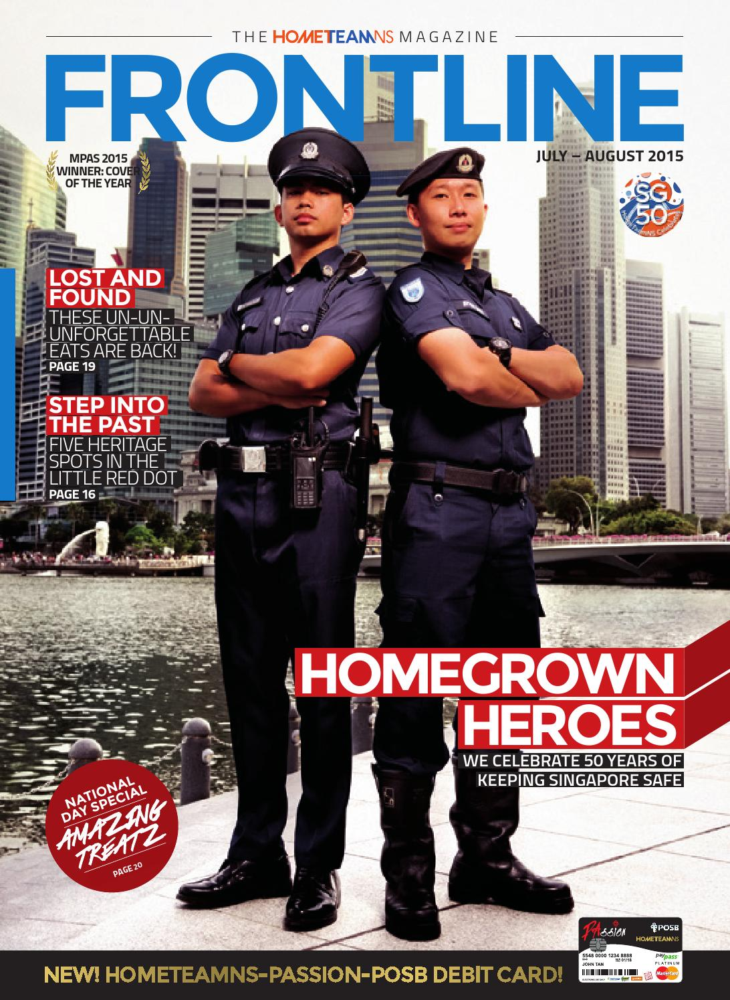 THE HOMETEAMNS MAGAZINE
FRONTLINE
JULY – AUGUST 2015
MPAS 2015
WINNER: COVER
OF THE YEAR
SG
50
LOST AND
FOUND
THESE UN-UN-
UNFORGETTABLE
EATS ARE BACK!
PAGE 19
STEP INTO
THE PAST
FIVE HERITAGE
SPOTS IN THE
LITTLE RED DOT
PAGE 16
HOMEGROWN
HEROES
WE CELEBRATE 50 YEARS OF
KEEPING SINGAPORE SAFE
NATIONAL
DAY SPECIAL
AMAZING
TREATZ
PAGE 20
PAssion
POSB
HOMETEAMNS
5548 0000 1234 8888
01/18
JOHN TAN
paypass
PLATINUM
MasterCard
NEW! HOMETEAMNS-PASSION-POSB DEBIT CARD!